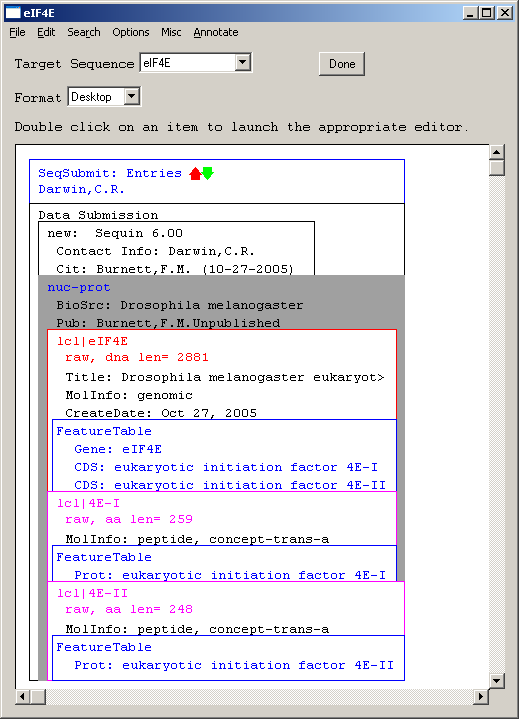 eIF4E
File Edit Search Options Misc Annotate
Target Sequence eIF4E Done
Format Desktop
Double click on an item to launch the appropriate editor.
SeqSubmit: Entries
Darwin,C.R.
Data Submission
new: Sequin 6.00
Contact Info: Darwin,C.R.
Cit: Burnett,F.M. (10-27-2005)
nuc-prot
BioSrc: Drosophila melanogaster
Pub: Burnett,F.M.Unpublished
lcl|eIF4E
raw, dna len= 2881
Title: Drosophila melanogaster eukaryot>
MolInfo: genomic
CreateDate: Oct 27, 2005
FeatureTable
Gene: eIF4E
CDS: eukaryotic initiation factor 4E-I
CDS: eukaryotic initiation factor 4E-II
lcl|4E-I
raw, aa len= 259
MolInfo: peptide, concept-trans-a
FeatureTable
Prot: eukaryotic initiation factor 4E-I
lcl|4E-II
raw, aa len= 248
MolInfo: peptide, concept-trans-a
FeatureTable
Prot: eukaryotic initiation factor 4E-II